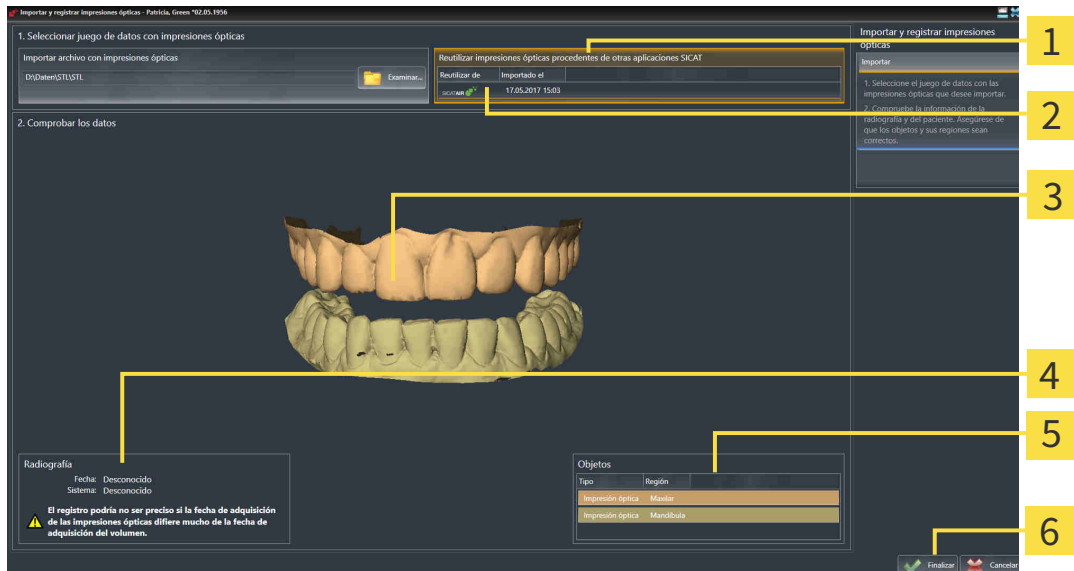 Importar y registrar impresiones ópticas - Patricia, Green *02.05.1956
1. Seleccionar juego de datos con impresiones ópticas
Importar archivo con impresiones ópticas
D:\Daten\STL\STL
Examinar...
Reutilizar impresiones ópticas procedentes de otras aplicaciones SICAT
Reutilizar de
Importado el
SICAT AIR
17.05.2017 15:03
Importar y registrar impresiones
ópticas
Importar
1. Seleccione el juego de datos con las
impresiones ópticas que desee importar.
2. Compruebe la información de la
radiografía y del paciente. Asegúrese de
que los objetos y sus regiones sean
correctos.
1
2
2. Comprobar los datos
3
4
5
Radiografía
Fecha: Desconocido
Sistema: Desconocido
El registro podría no ser preciso si la fecha de adquisición
de las impresiones ópticas difiere mucho de la fecha de
adquisición del volumen.
Objetos
Tipo
Región
Impresión óptica
Maxilar
Impresión óptica
Mandíbula
6
Finalizar
Cancelar